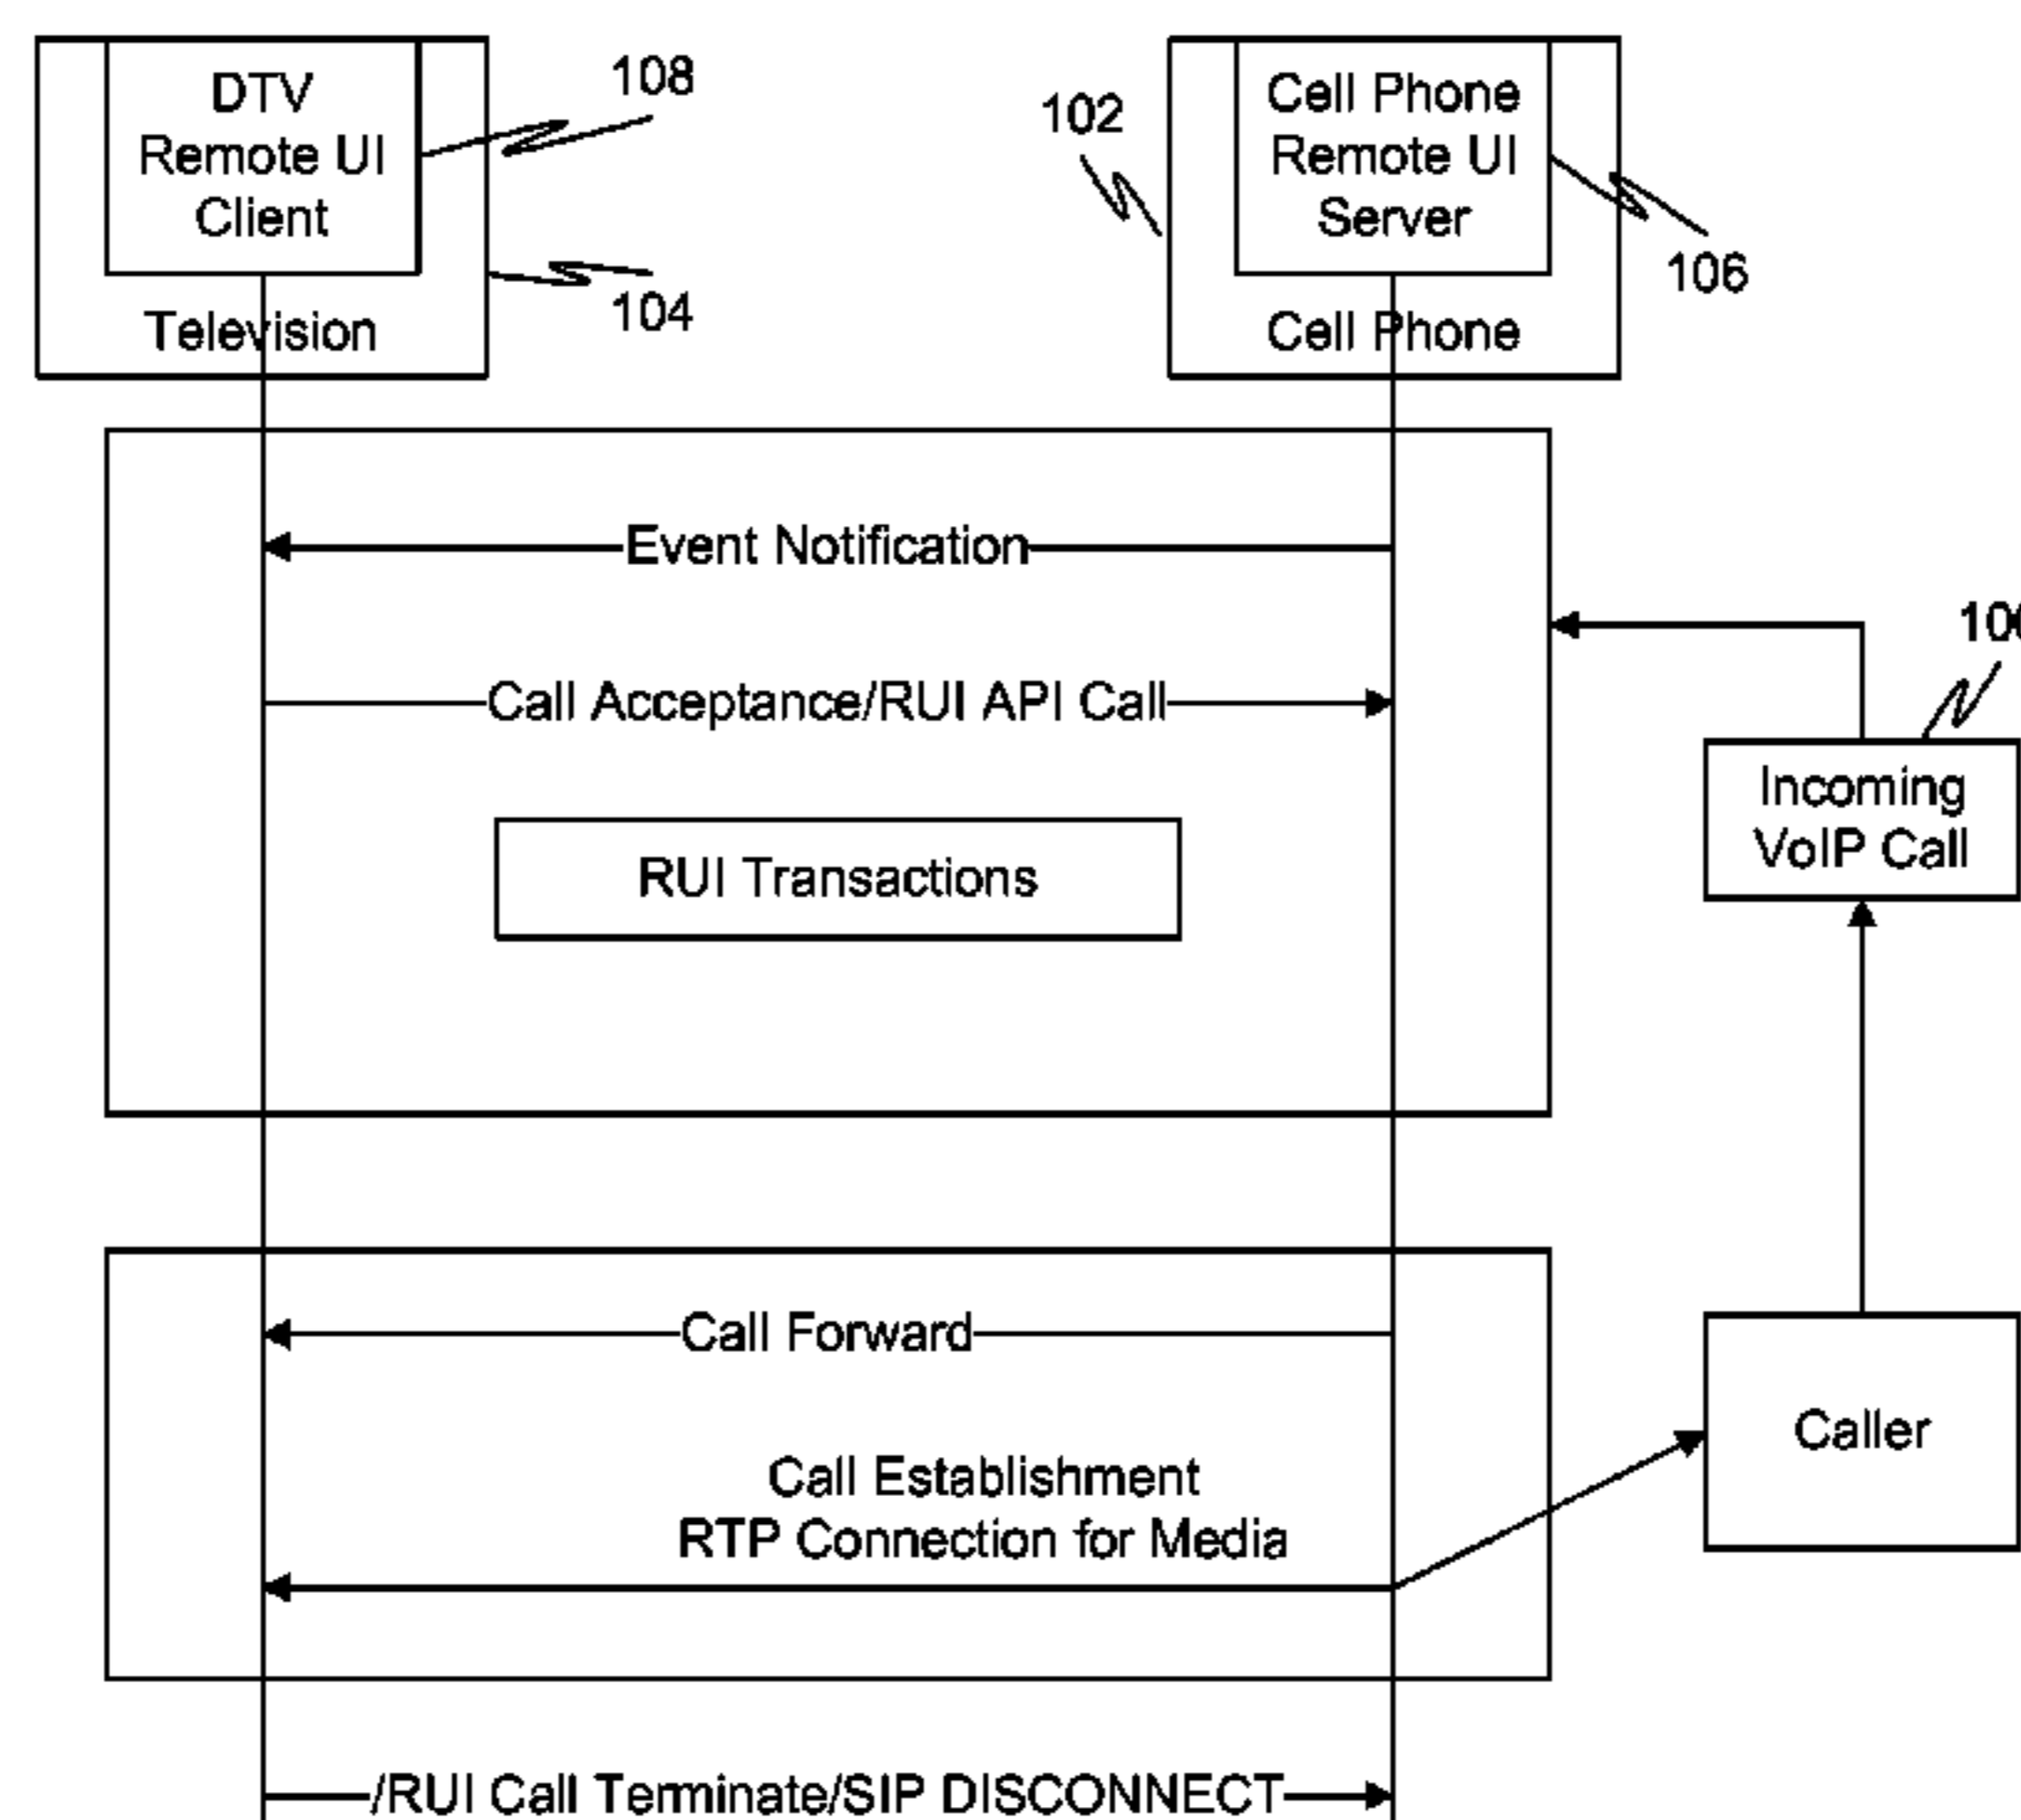 DTV
Remote UI
Client
Television
108
104
102
Cell Phone
Remote UI
Server
Cell Phone
106
Event Notification
Call Acceptance/RUI API Call
RUI Transactions
Incoming
VoIP Call
Call Forward
Call Establishment
RTP Connection for Media
Caller
/RUI Call Terminate/SIP DISCONNECT